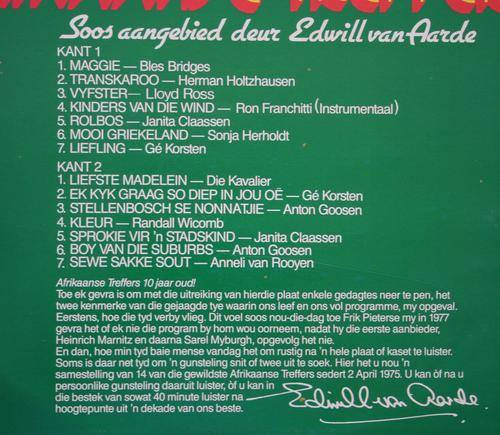 Soos aangebied deur Edwill van Aarde
KANT 1
1. MAGGIE — Bles Bridges
2. TRANSKAROO — Herman Holtzhausen
3. VYFSTER — Lloyd Ross
4. KINDERS VAN DIE WIND — Ron Franchitti (Instrumentaal)
5. ROLBOS — Janita Claassen
6. MOOI GRIEKELAND — Sonja Herholdt
7. LIEFLING — Gé Korsten
KANT 2
1. LIEFSTE MADELEIN — Die Kavalier
2. EK KYK GRAAG SO DIEP IN JOU OË — Gé Korsten
3. STELLENBOSCH SE NONNATJIE — Anton Goosen
4. KLEUR — Randall Wicomb
5. SPROKIE VIR 'n STADSKIND — Janita Claassen
6. BOY VAN DIE SUBURBS — Anton Goosen
7. SEWE SAKKE SOUT — Anneli van Rooyen
Afrikaanse Treffers 10 jaar oud!
Toe ek gevra is om met die uitreiking van hierdie plaat enkele gedagtes neer te pen, het
twee kenmerke van die gejaagde tye waarin ons leef en ons vol programme, my opgeval.
Eerstens, hoe die tyd verby vlieg. Dit voel soos nou-die-dag toe Frik Pieterse my in 1977
gevra het of ek nie die program by hom wou oorneem, nadat hy die eerste aanbieder,
Heinrich Marnitz en daarna Sarel Myburgh, opgevolg het nie.
En dan, hoe min tyd baie mense vandag het om rustig na 'n hele plaat of kaset te luister.
Soms is daar net tyd om 'n gunsteling snit of twee uit te soek. Hier het u nou 'n
samestelling van 14 van die gewildste Afrikaanse Treffers sedert 2 April 1975. U kan òf na u
persoonlike gunsteling daaruit luister, òf u kan in
die bestek van sowat 40 minute luister na
hoogtepunte uit 'n dekade van ons beste.
Edwill van Aarde.